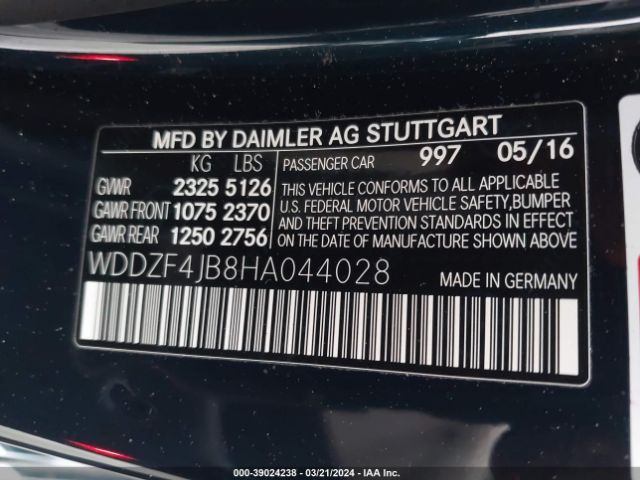 MFD BY DAIMLER AG STUTTGART
KG LBS PASSENGER CAR 997 05/16
GVWR 2325 5126
GAWR FRONT 1075 2370
GAWR REAR 1250 2756
THIS VEHICLE CONFORMS TO ALL APPLICABLE
U.S. FEDERAL MOTOR VEHICLE SAFETY,BUMPER
AND THEFT PREVENTION STANDARDS IN EFFECT
ON THE DATE OF MANUFACTURE SHOWN ABOVE.
WDDZF4JB8HA044028 MADE IN GERMANY
000-39024238 - 03/21/2024 - IAA Inc.